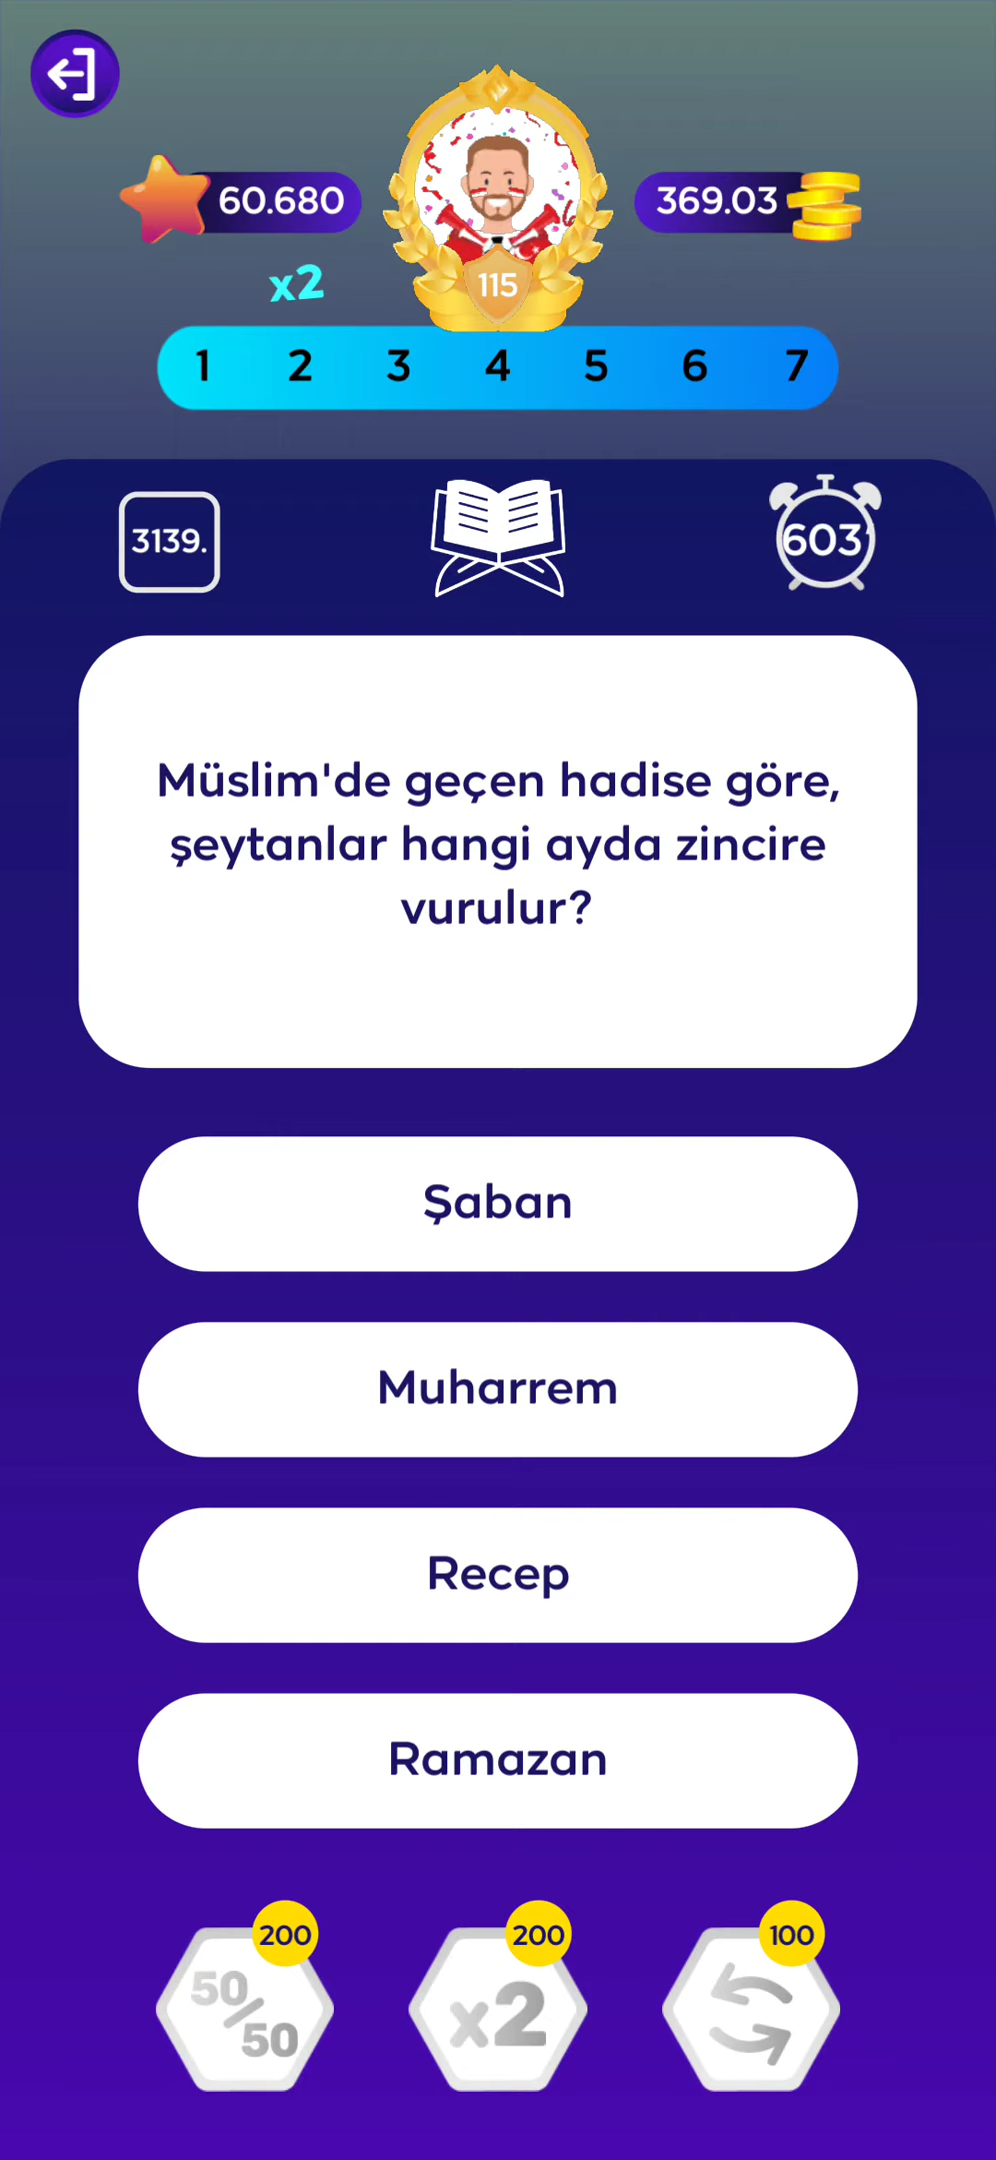 60.680
369.03
x2
115
1 2 3 4 5 6 7
3139.
603
Müslim'de geçen hadise göre,
şeytanlar hangi ayda zincire
vurulur?
Şaban
Muharrem
Recep
Ramazan
200
200
100
50/50
x2